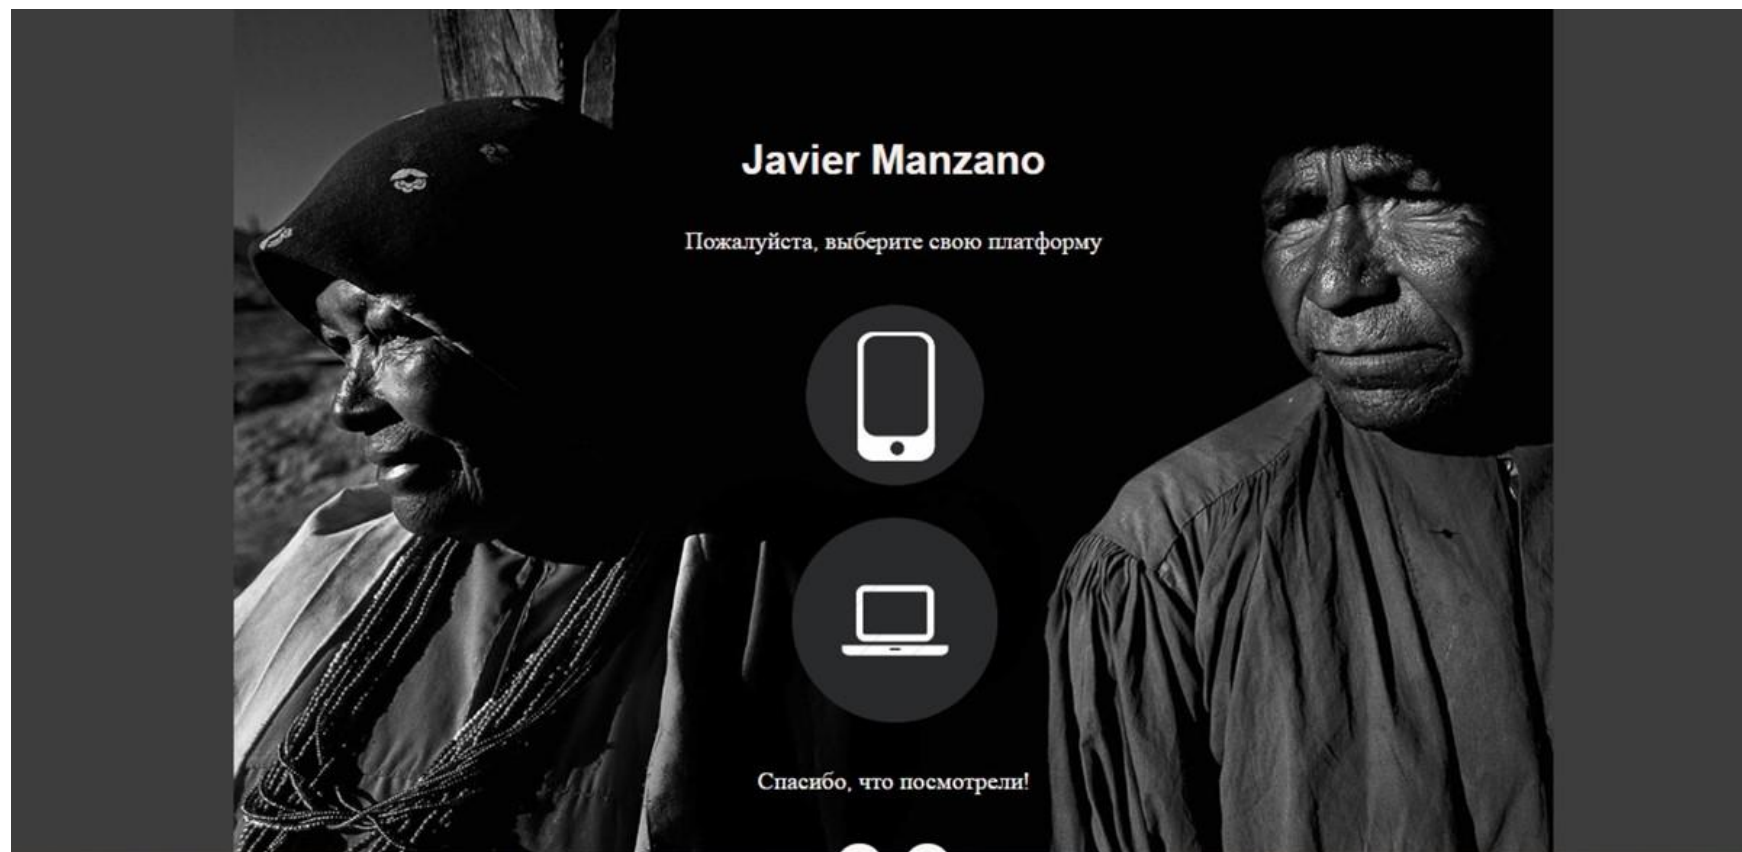 Javier Manzano
Пожалуйста, выберите свою платформу
Спасибо, что посмотрели!